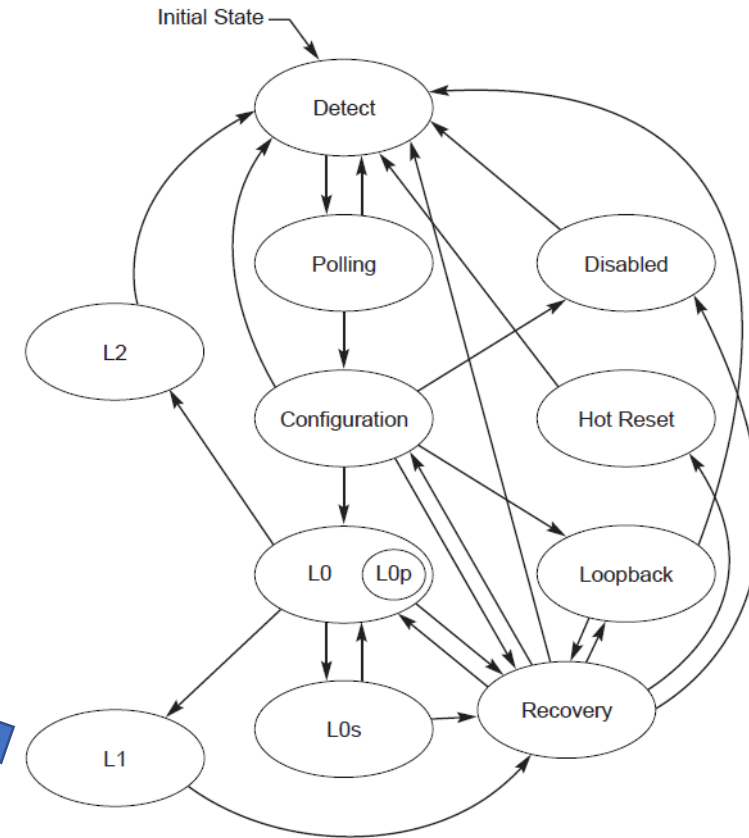 Initial State
Detect
Polling
Disabled
L2
Configuration
Hot Reset
L0
L0p
Loopback
L0s
Recovery
L1